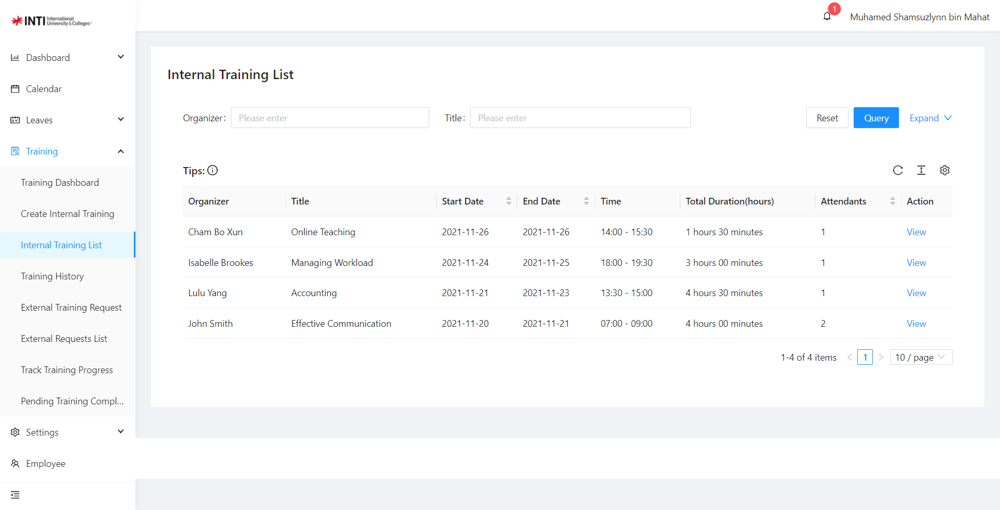 INTI International University & Colleges
1
Muhamed Shamsuzlynn bin Mahat
Dashboard
Calendar
Leaves
Training
Training Dashboard
Create Internal Training
Internal Training List
Training History
External Training Request
External Requests List
Track Training Progress
Pending Training Compl...
Settings
Employee
Internal Training List
Organizer: Please enter Title: Please enter Reset Query Expand
Tips:
Organizer Title Start Date End Date Time Total Duration(hours) Attendants Action
Cham Bo Xun Online Teaching 2021-11-26 2021-11-26 14:00 - 15:30 1 hours 30 minutes 1 View
Isabelle Brookes Managing Workload 2021-11-24 2021-11-25 18:00 - 19:30 3 hours 00 minutes 1 View
Lulu Yang Accounting 2021-11-21 2021-11-23 13:30 - 15:00 4 hours 30 minutes 1 View
John Smith Effective Communication 2021-11-20 2021-11-21 07:00 - 09:00 4 hours 00 minutes 2 View
1-4 of 4 items < 1 > 10 / page